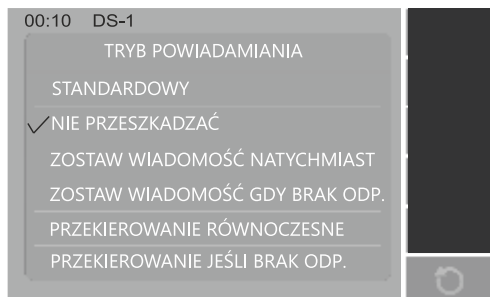 00:10 DS-1
TRYB POWIADAMIANIA
STANDARDOWY
NIE PRZESZKADZAĆ
ZOSTAW WIADOMOŚĆ NATYCHMIAST
ZOSTAW WIADOMOŚĆ GDY BRAK ODP.
PRZEKIEROWANIE RÓWNOCZESNE
PRZEKIEROWANIE JEŚLI BRAK ODP.